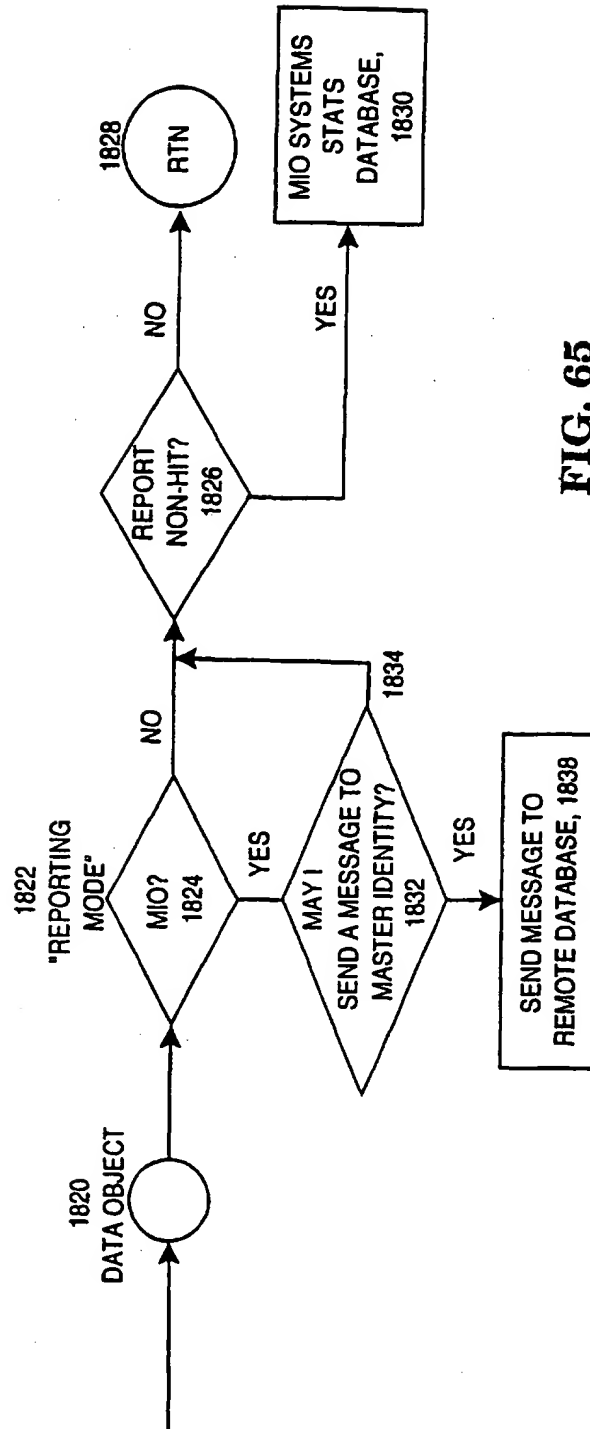 1820
DATA OBJECT
1822
"REPORTING
MODE"
MIO?
1824
NO
YES
MAY I
SEND A MESSAGE TO
MASTER IDENTITY?
1832
1834
YES
SEND MESSAGE TO
REMOTE DATABASE, 1838
REPORT
NON-HIT?
1826
NO
1828
RTN
YES
MIO SYSTEMS
STATS
DATABASE,
1830
FIG. 65